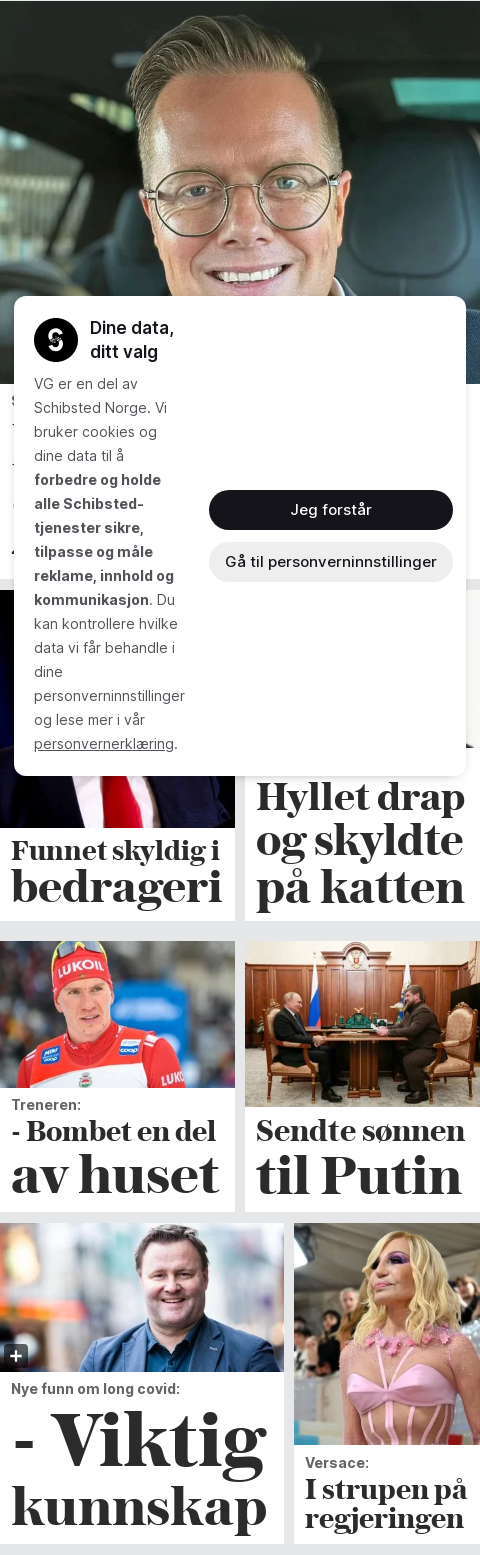 Dine data,
ditt valg
VG er en del av
Schibsted Norge. Vi
bruker cookies og
dine data til å
forbedre og holde
alle Schibsted-
tjenester sikre,
tilpasse og måle
reklame, innhold og
kommunikasjon. Du
kan kontrollere hvilke
data vi får behandle i
dine
personverninnstillinger
og lese mer i vår
personvernerklæring.
Jeg forstår
Gå til personverninnstillinger
Funnet skyldig i
bedrageri
Hyllet drap
og skyldte
på katten
LUKOIL
coop
LUKO
Treneren:
- Bombet en del
av huset
Sendte sønnen
til Putin
Nye funn om long covid:
- Viktig
kunnskap
Versace:
I strupen på
regjeringen